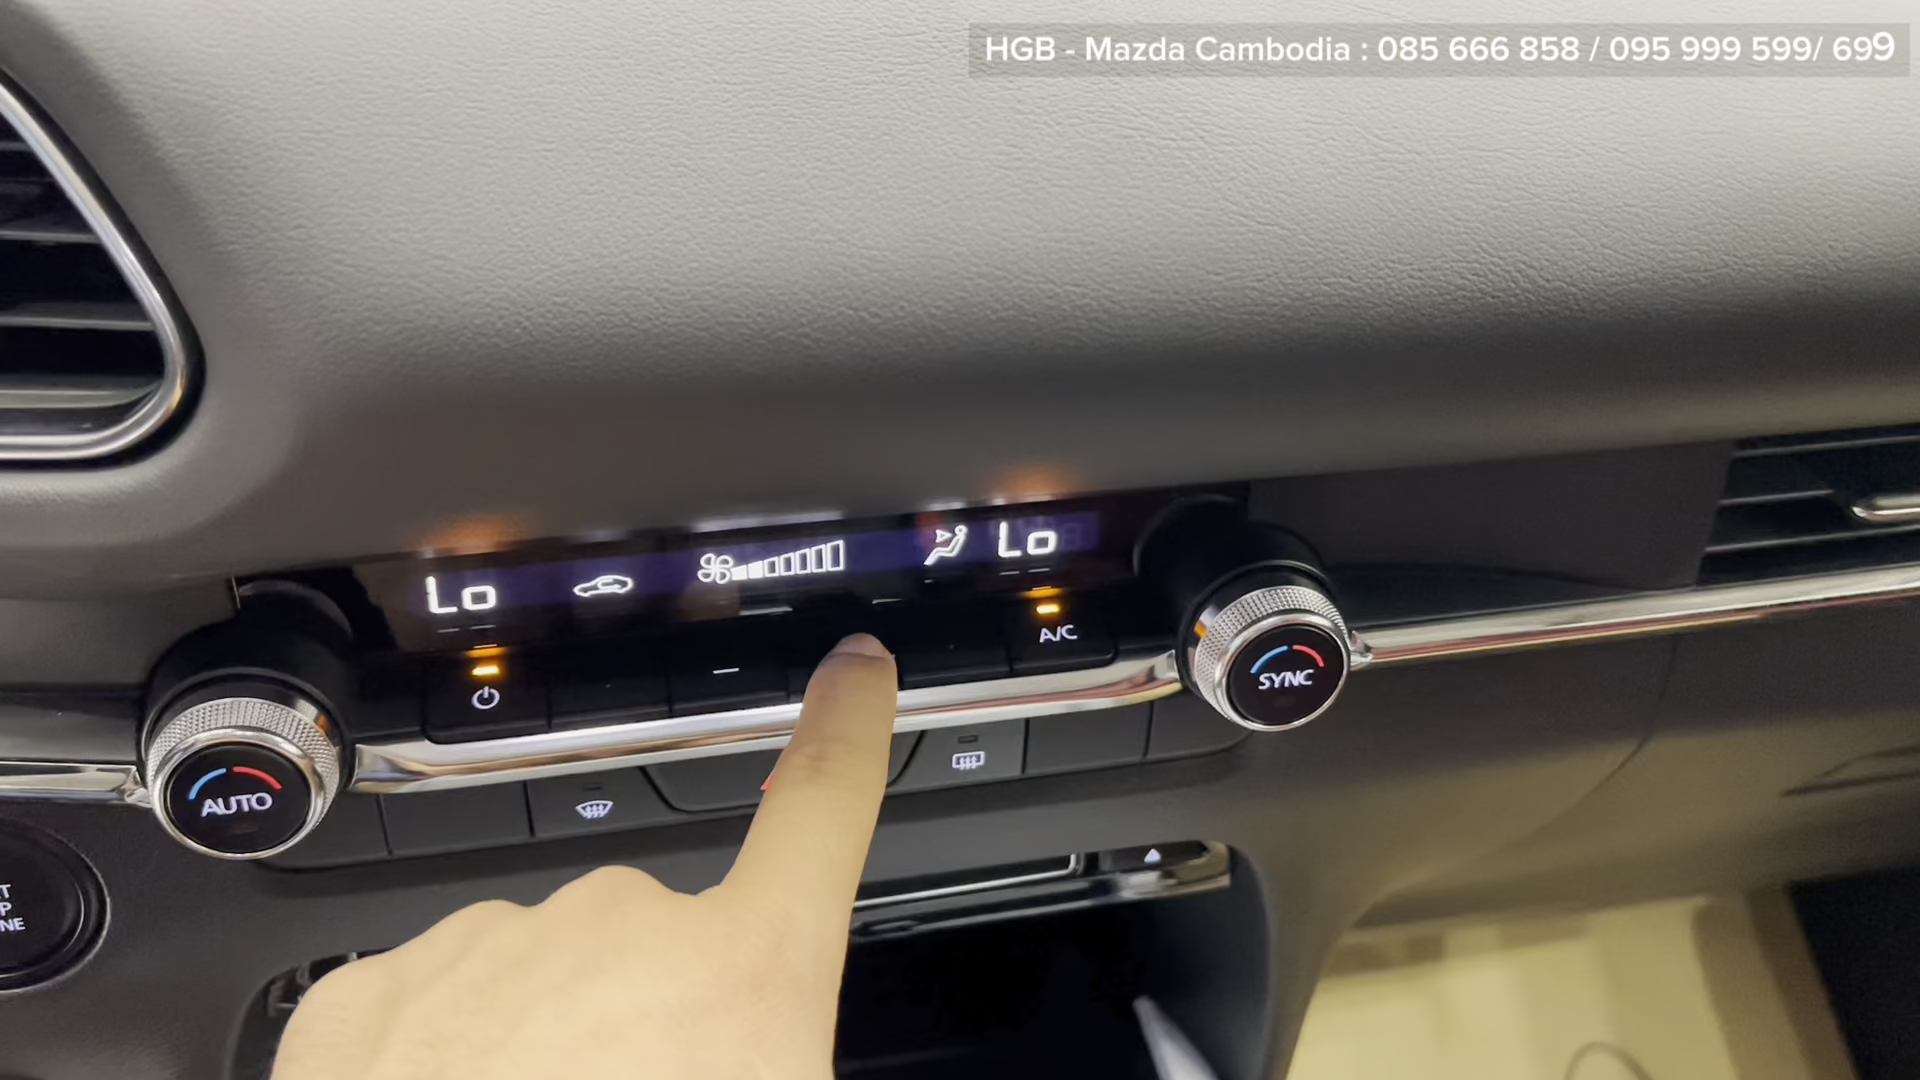 HGB - Mazda Cambodia : 085 666 858 / 095 999 599/ 699
Lo
Lo
A/C
SYNC
AUTO